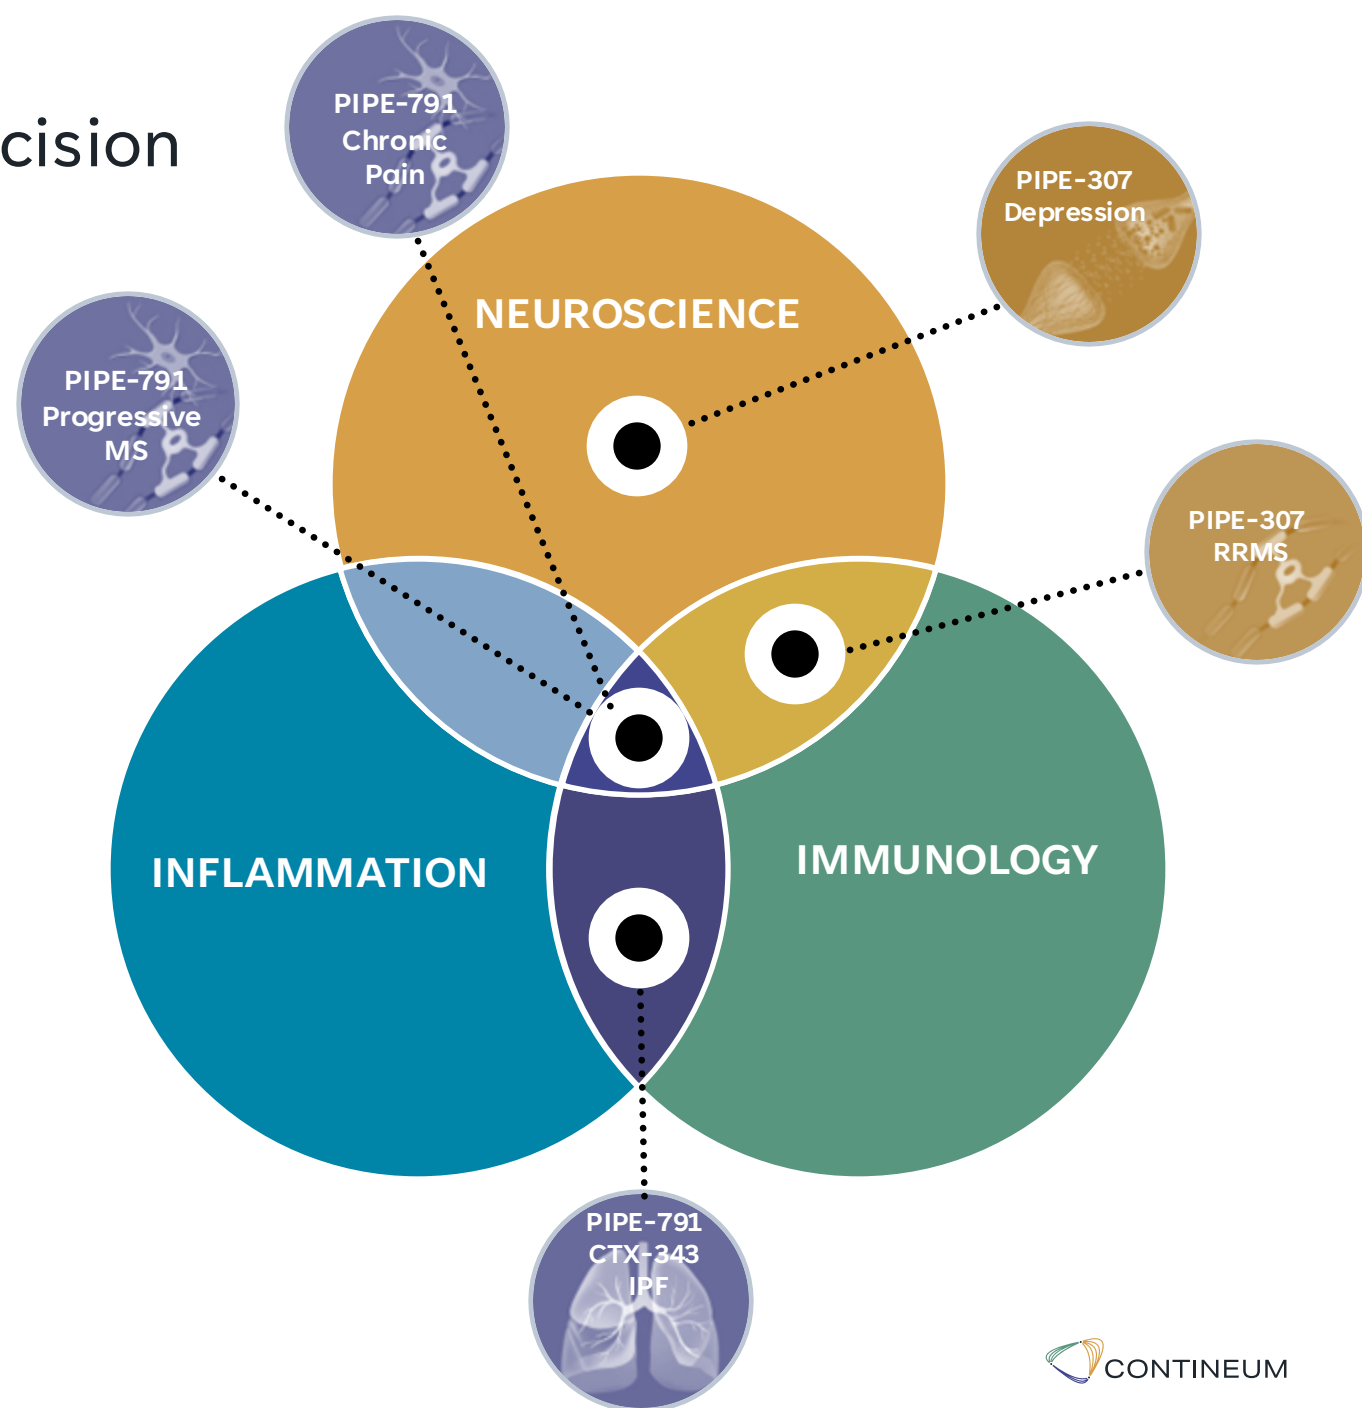 cision
PIPE-791
Chronic
Pain
PIPE-307
Depression
NEUROSCIENCE
PIPE-791
Progressive
MS
PIPE-307
RRMS
INFLAMMATION
IMMUNOLOGY
PIPE-791
CTX-343
IPF
CONTINEUM